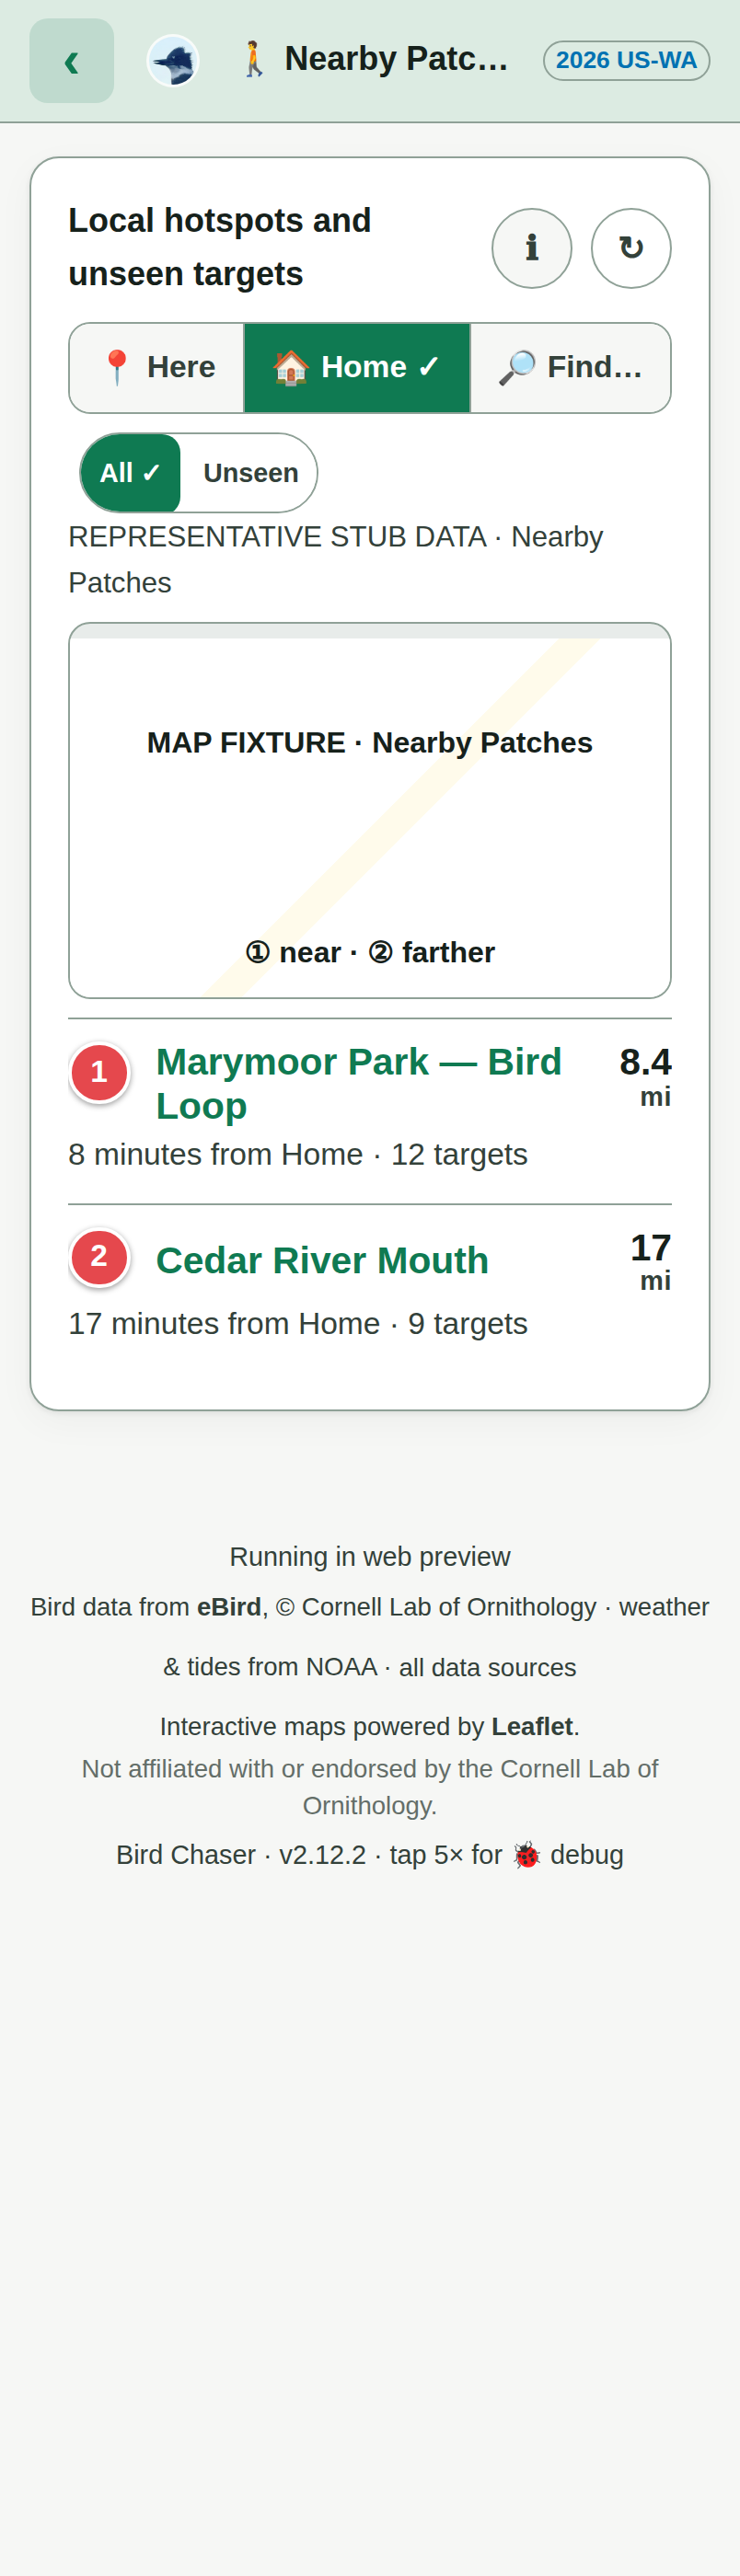 ‹ 🚶 Nearby Patc… 2026 US-WA
Local hotspots and
unseen targets
ℹ ↻
📍 Here 🏠 Home ✓ 🔎 Find…
All ✓ Unseen
REPRESENTATIVE STUB DATA · Nearby
Patches
MAP FIXTURE · Nearby Patches
① near · ② farther
1 Marymoor Park — Bird
Loop
8.4
mi
8 minutes from Home · 12 targets
2 Cedar River Mouth
17
mi
17 minutes from Home · 9 targets
Running in web preview
Bird data from eBird, © Cornell Lab of Ornithology · weather
& tides from NOAA · all data sources
Interactive maps powered by Leaflet.
Not affiliated with or endorsed by the Cornell Lab of
Ornithology.
Bird Chaser · v2.12.2 · tap 5× for 🐞 debug